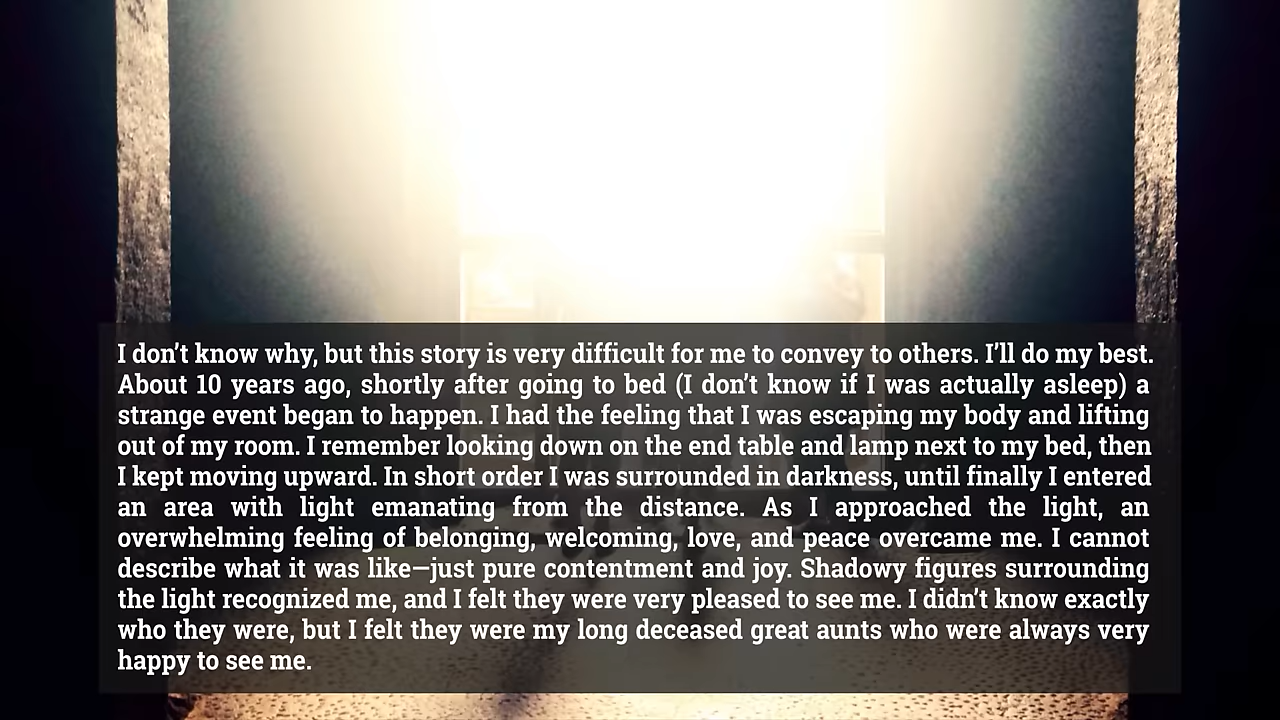 I don’t know why, but this story is very difficult for me to convey to others. I’ll do my best.
About 10 years ago, shortly after going to bed (I don’t know if I was actually asleep) a
strange event began to happen. I had the feeling that I was escaping my body and lifting
out of my room. I remember looking down on the end table and lamp next to my bed, then
I kept moving upward. In short order I was surrounded in darkness, until finally I entered
an area with light emanating from the distance. As I approached the light, an
overwhelming feeling of belonging, welcoming, love, and peace overcame me. I cannot
describe what it was like—just pure contentment and joy. Shadowy figures surrounding
the light recognized me, and I felt they were very pleased to see me. I didn’t know exactly
who they were, but I felt they were my long deceased great aunts who were always very
happy to see me.